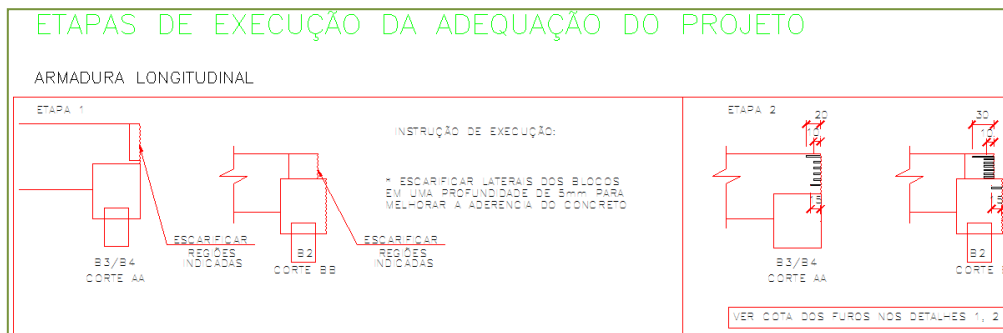 ETAPAS DE EXECUÇÃO DA ADEQUAÇÃO DO PROJETO
ARMADURA LONGITUDINAL
ETAPA 1
INSTRUÇÃO DE EXECUÇÃO:
* ESCARIFICAR LATERAIS DOS BLOCOS
EM UMA PROFUNDIDADE DE 5mm PARA
MELHORAR A ADERENCIA DO CONCRETO
ESCARIFICAR
REGIÕES
INDICADAS
B3/B4
CORTE AA
ESCARIFICAR
REGIÕES
INDICADAS
B2
CORTE BB
ETAPA 2
20
30
10
B3/B4
CORTE AA
B2
CORTE
VER COTA DOS FUROS NOS DETALHES 1, 2